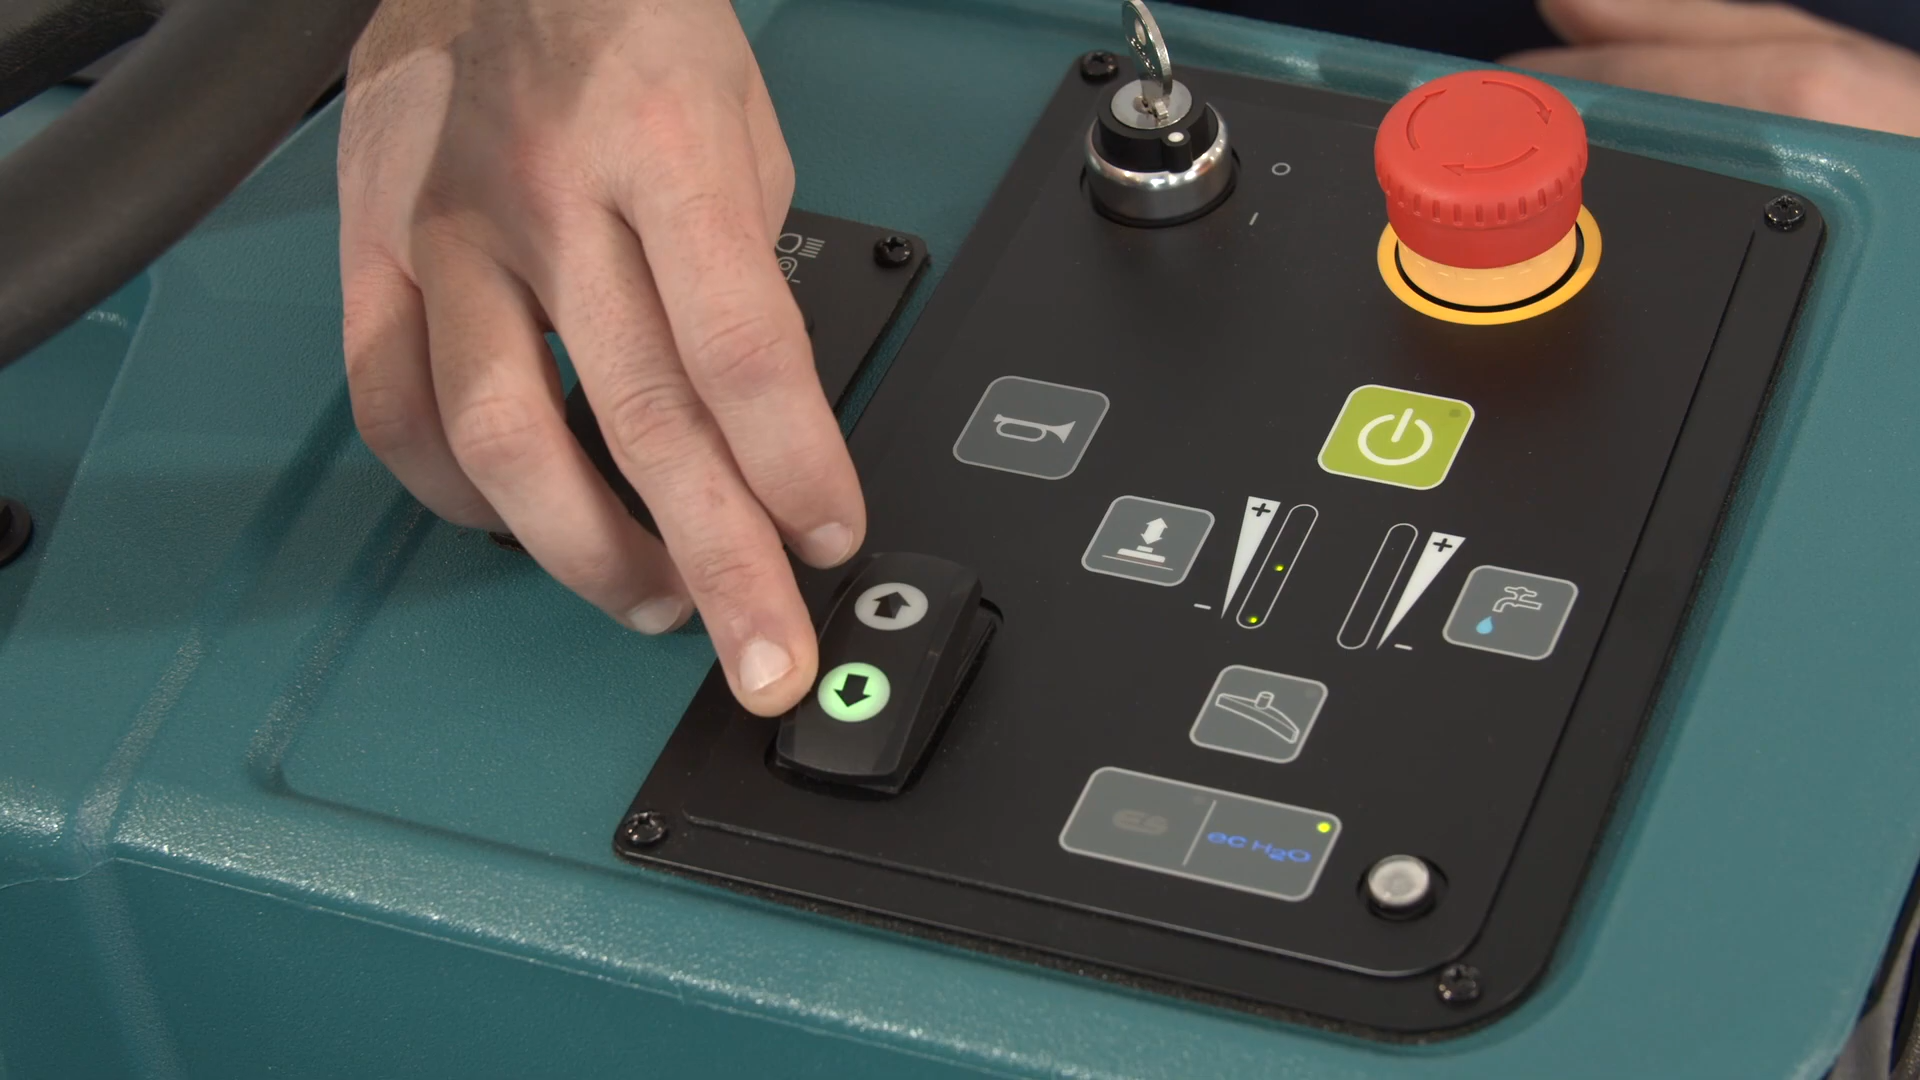 O
I
+
+
-
-
ES
ec H2O